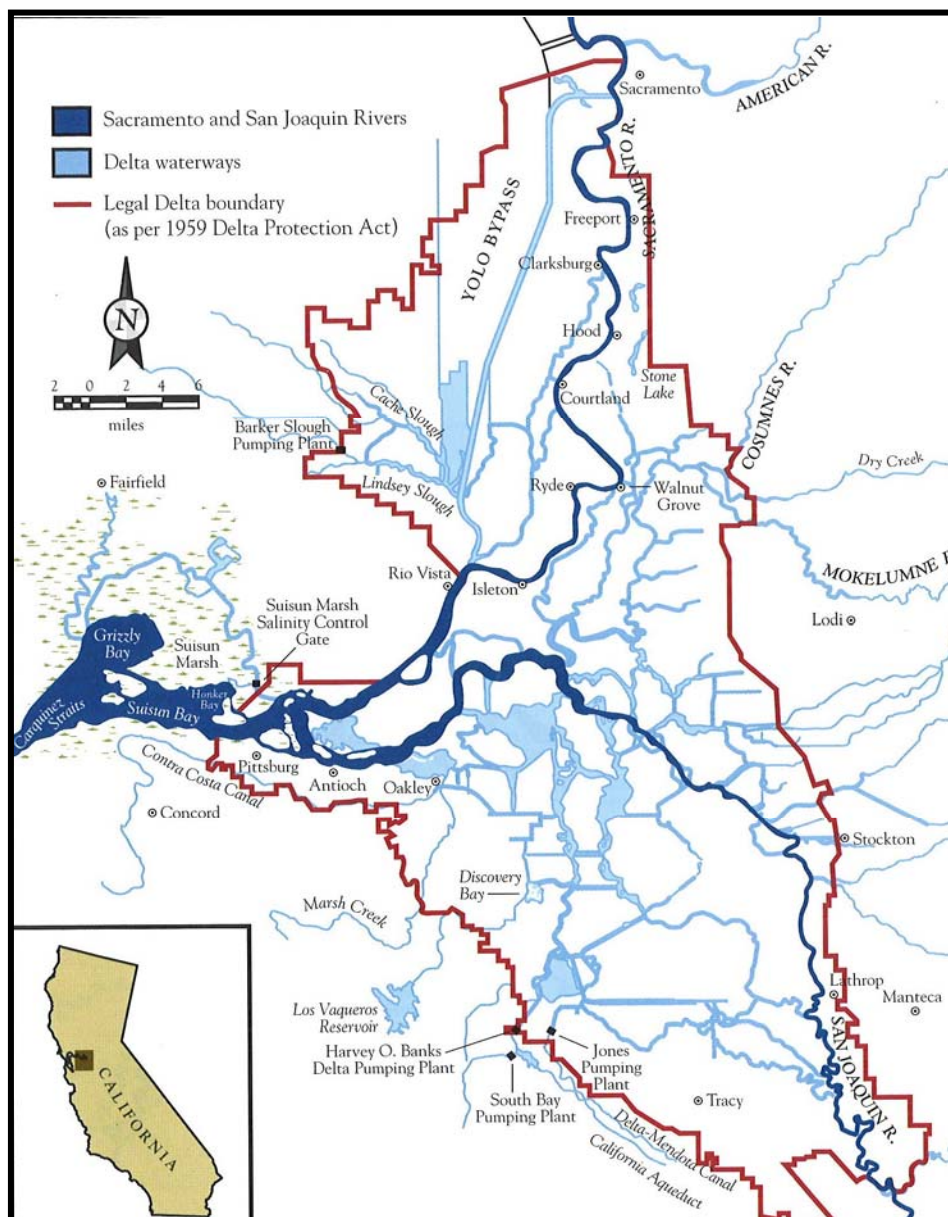 Sacramento and San Joaquin Rivers
Delta waterways
Legal Delta boundary
(as per 1959 Delta Protection Act)
N
2 0 2 4 6
miles
Sacramento
AMERICAN R.
SACRAMENTO R.
YOLO BYPASS
Freeport
Clarksburg
Hood
Stone
Lake
Courtland
COSUMNES R.
Cache Slough
Barker Slough
Pumping Plant
Dry Creek
Lindsey Slough
Ryde
Walnut
Grove
Fairfield
Rio Vista
Isleton
MOKELUMNE R
Lodi
Suisun Marsh
Salinity Control
Gate
Grizzly
Bay
Suisun
Marsh
Honker
Bay
Suisun Bay
Carquinez
Straits
Pittsburg
Antioch
Oakley
Contra Costa
Canal
Concord
Stockton
Discovery
Bay
Marsh Creek
Los Vaqueros
Reservoir
Lathrop
Manteca
SAN JOAQUIN R.
Harvey O. Banks
Delta Pumping Plant
Jones
Pumping
Plant
South Bay
Pumping Plant
Tracy
Delta-Mendota Canal
California Aqueduct
CALIFORNIA